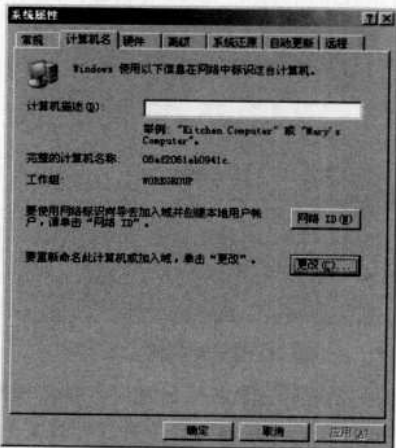 系统属性
常规 计算机名 硬件 高级 系统还原 自动更新 远程
Windows 使用以下信息在网络中标识这台计算机。
计算机描述(D):
举例: "Kitchen Computer" 或 "Mary's
Computer"。
完整的计算机名称: 08ad2061eb0941c.
工作组: WORKGROUP
要使用网络标识向导去加入域并创建本地用户帐
户，请单击 "网络 ID"。
网络 ID(N)
要重新命名此计算机或加入域，单击 "更改"。
更改(C)...
确定 取消 应用(A)